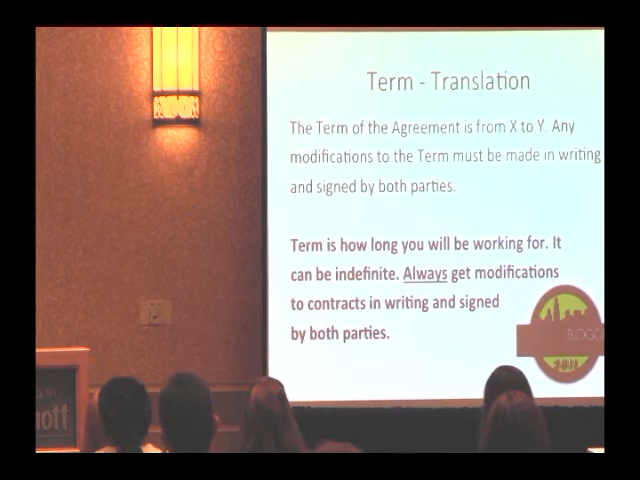 Term - Translation
The Term of the Agreement is from X to Y. Any
modifications to the Term must be made in writing
and signed by both parties.
Term is how long you will be working for. It
can be indefinite. Always get modifications
to contracts in writing and signed
by both parties.
2011